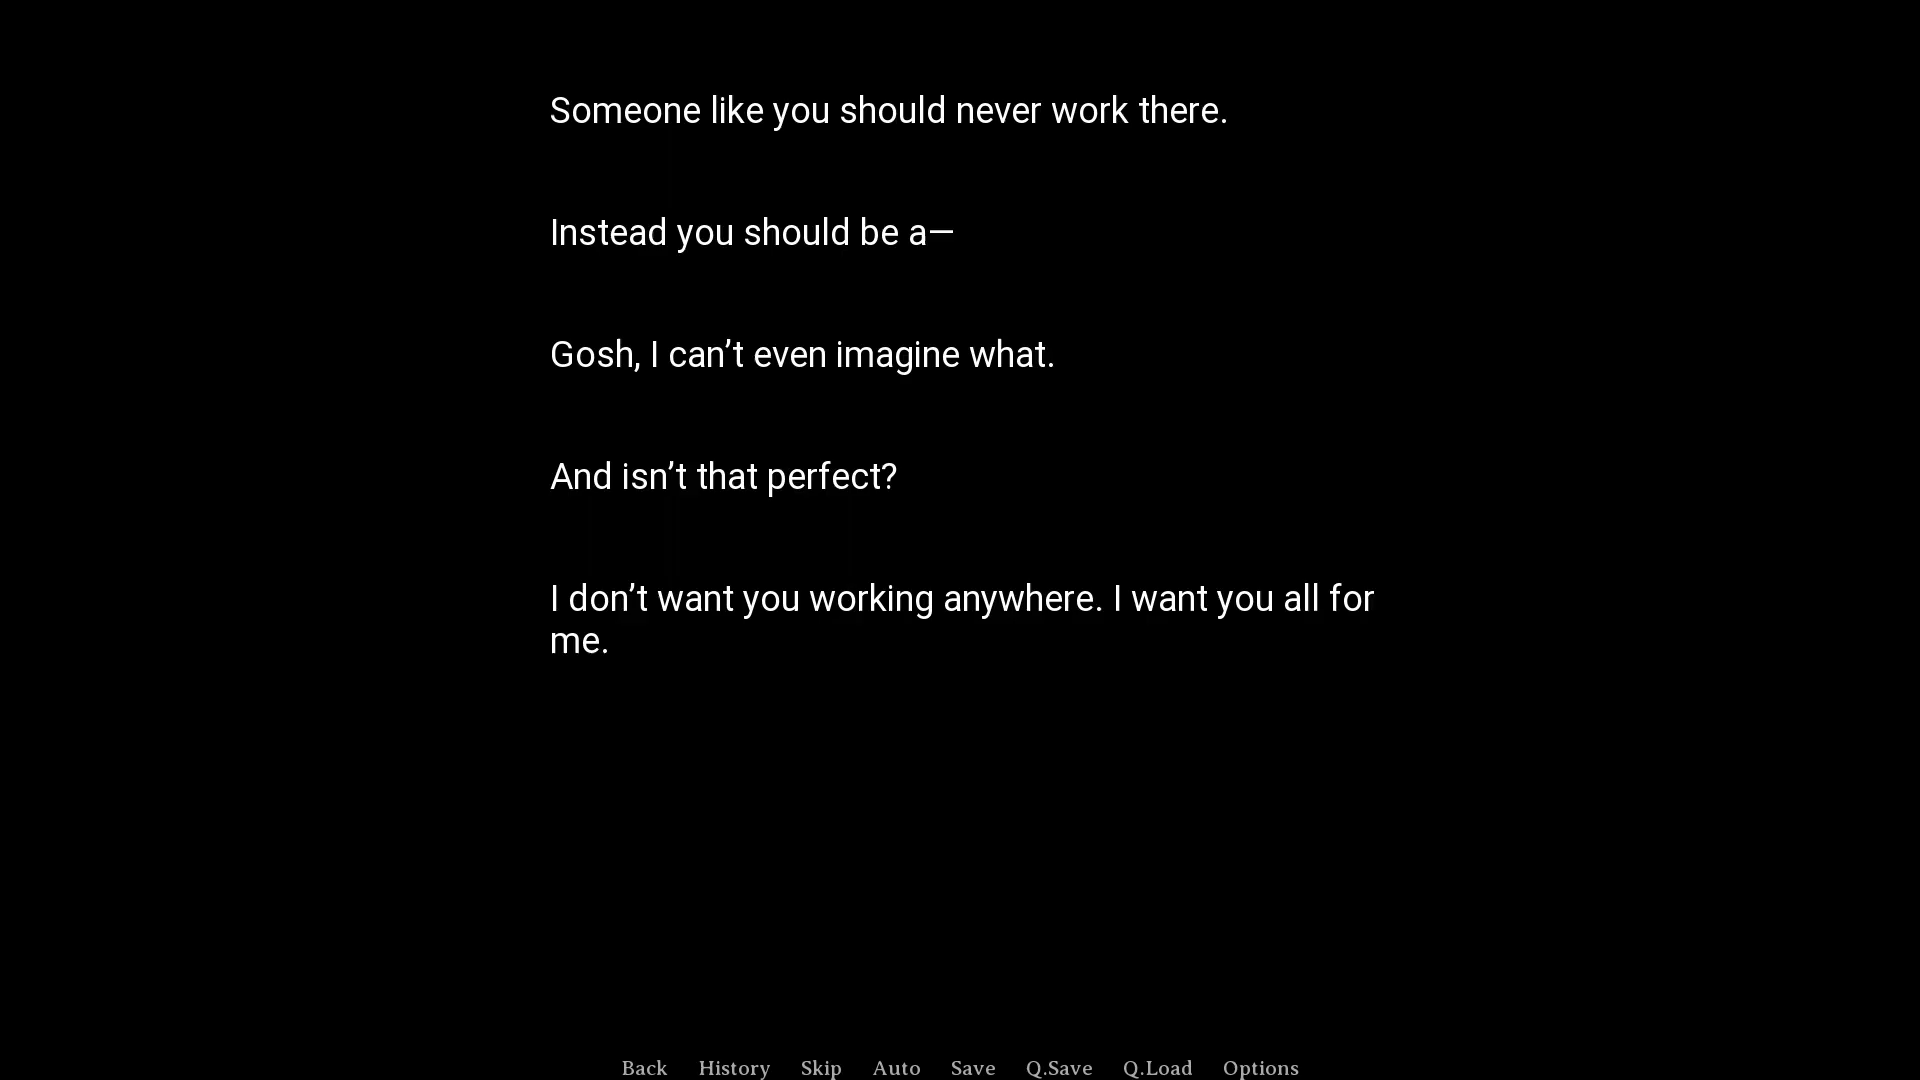 Someone like you should never work there.
Instead you should be a—
Gosh, I can’t even imagine what.
And isn’t that perfect?
I don’t want you working anywhere. I want you all for
me.
Back History Skip Auto Save Q.Save Q.Load Options